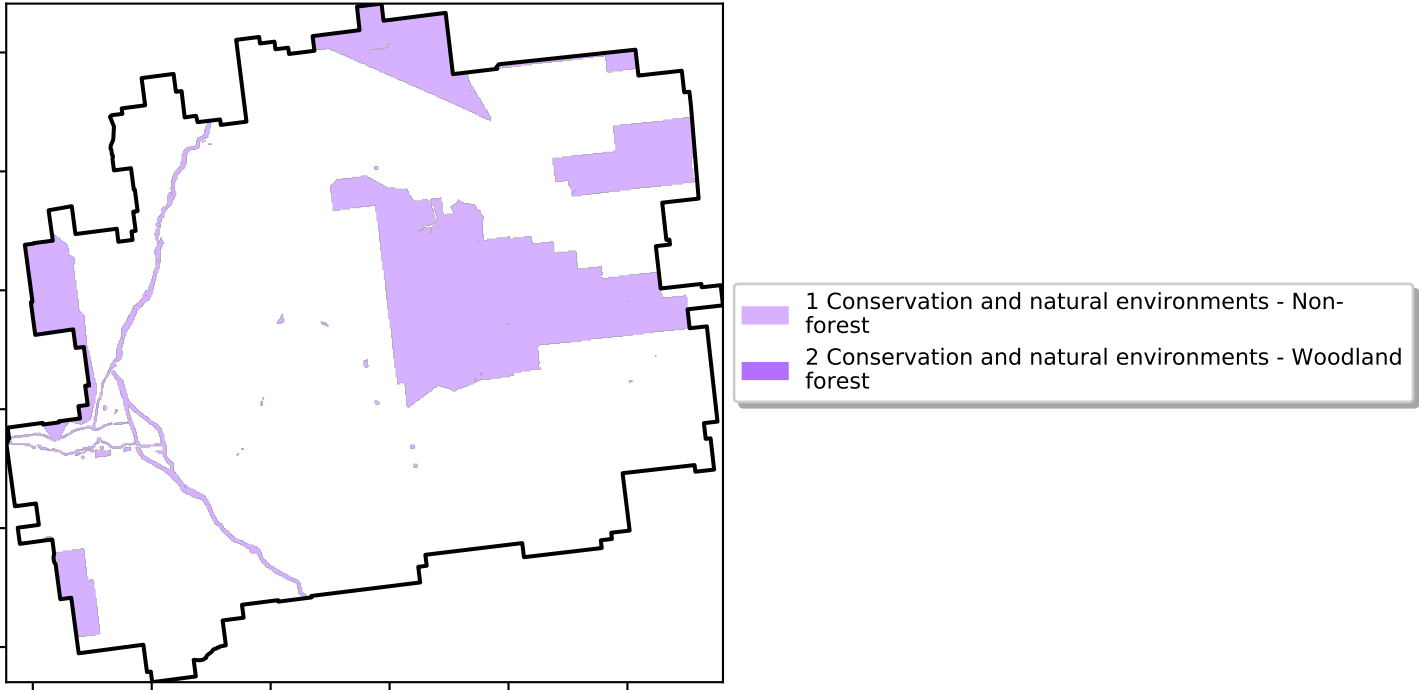 1 Conservation and natural environments - Non-
forest
2 Conservation and natural environments - Woodland
forest